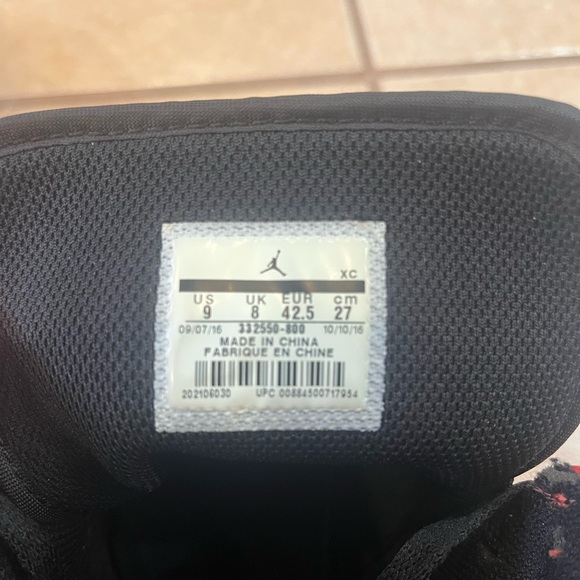 XC
US UK EUR cm
9 8 42.5 27
09/07/16 332550-800 10/10/16
MADE IN CHINA
FABRIQUE EN CHINE
202106030 UPC 00884500717954